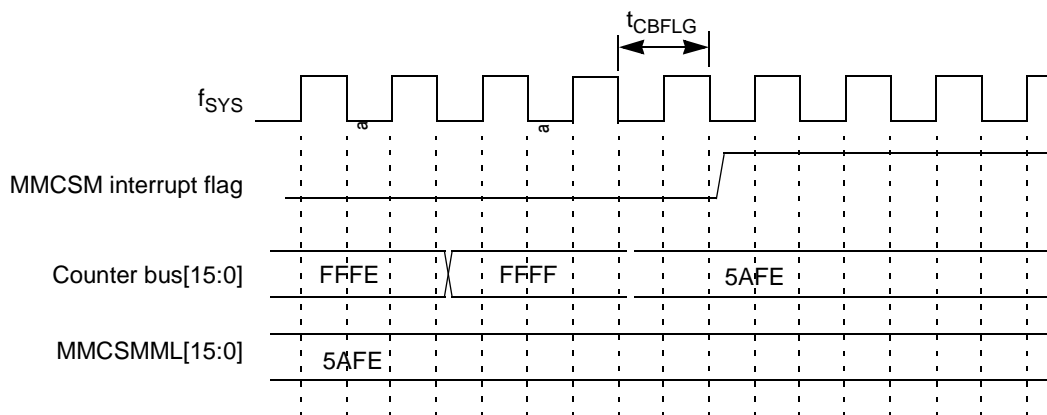 tCBFLG
fSYS
a a
MMCSM interrupt flag
Counter bus[15:0] FFFE FFFF 5AFE
MMCSMML[15:0] 5AFE